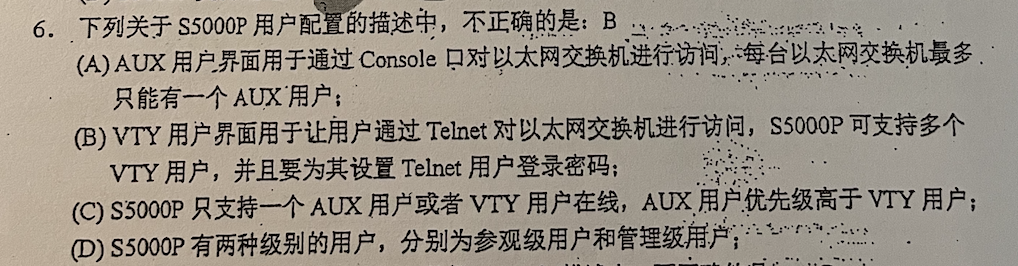 6. 下列关于 S5000P 用户配置的描述中，不正确的是：B
(A) AUX 用户界面用于通过 Console 口对以太网交换机进行访问，每台以太网交换机最多
只能有一个 AUX 用户；
(B) VTY 用户界面用于让用户通过 Telnet 对以太网交换机进行访问，S5000P 可支持多个
VTY 用户，并且要为其设置 Telnet 用户登录密码；
(C) S5000P 只支持一个 AUX 用户或者 VTY 用户在线，AUX 用户优先级高于 VTY 用户；
(D) S5000P 有两种级别的用户，分别为参观级用户和管理级用户；